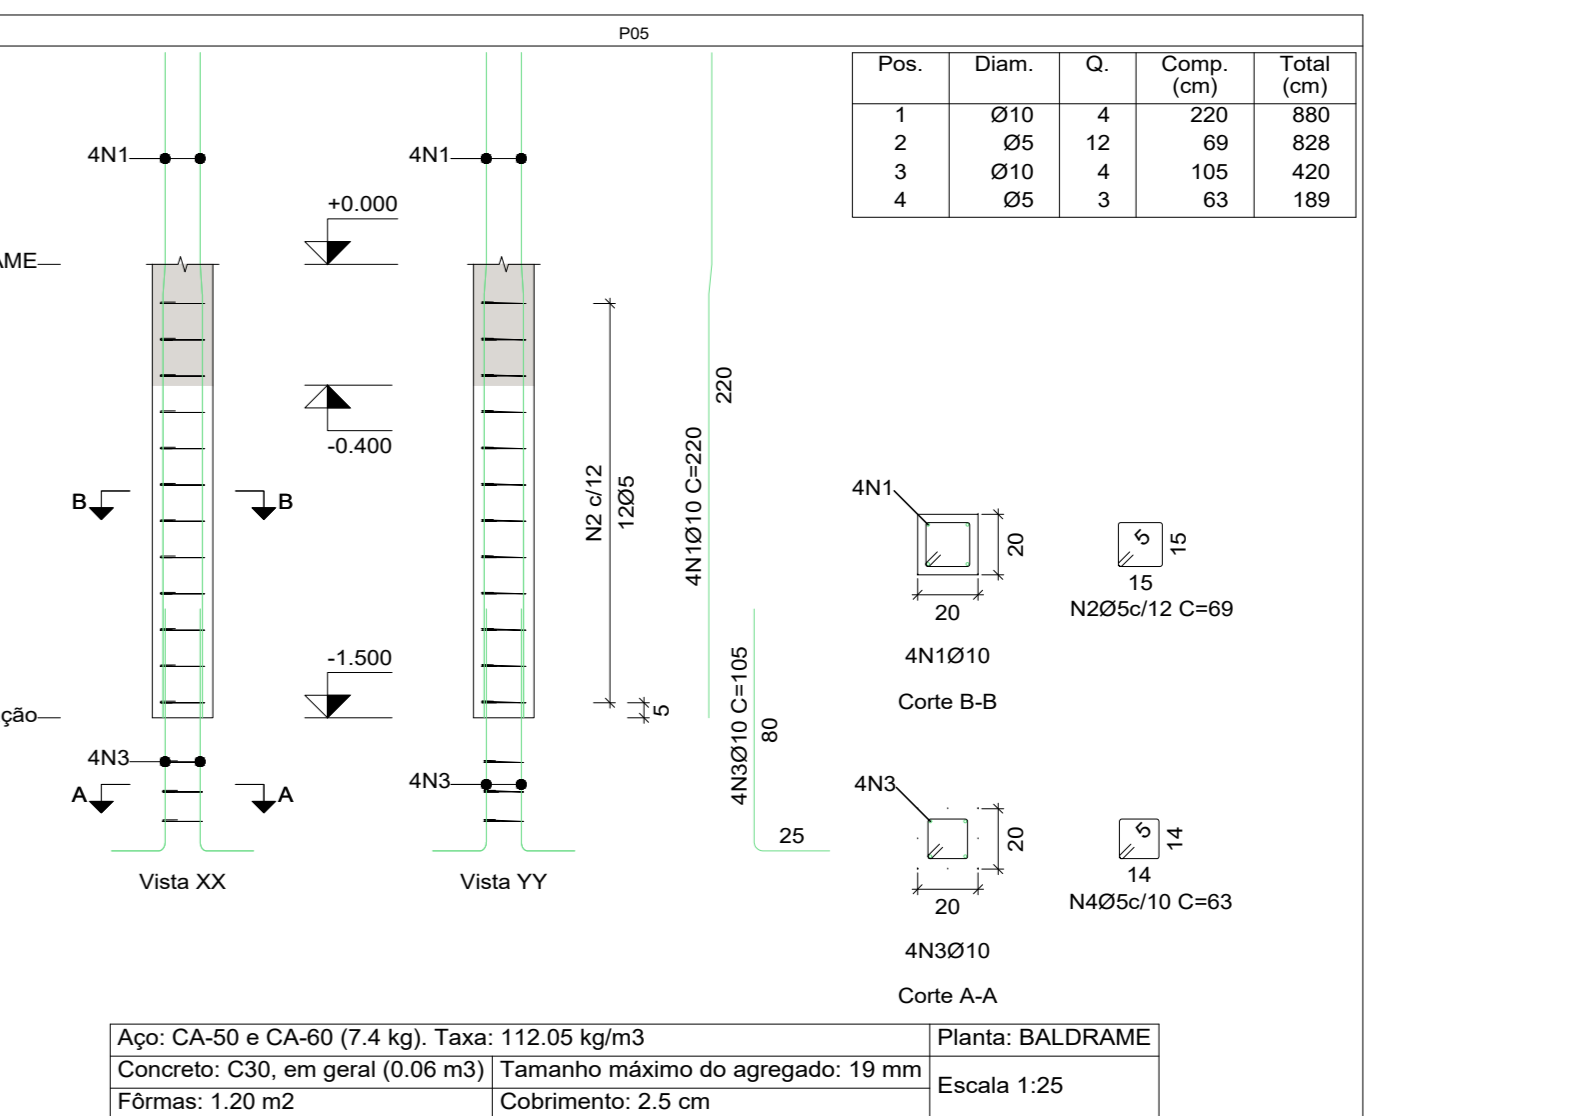 P05
Pos. Diam. Q. Comp. (cm) Total (cm)
1 Ø10 4 220 880
2 Ø5 12 69 828
3 Ø10 4 105 420
4 Ø5 3 63 189
4N1
4N1
+0.000
AME
-0.400
B B
-1.500
ção
4N3
4N3
A A
Vista XX
Vista YY
N2 c/12
12Ø5
5
4N1Ø10 C=220
220
4N3Ø10 C=105
80
25
4N1
20
20
4N1Ø10
Corte B-B
5
15
15
N2Ø5c/12 C=69
4N3
20
20
4N3Ø10
Corte A-A
5
14
14
N4Ø5c/10 C=63
Aço: CA-50 e CA-60 (7.4 kg). Taxa: 112.05 kg/m3
Planta: BALDRAME
Concreto: C30, em geral (0.06 m3)
Tamanho máximo do agregado: 19 mm
Escala 1:25
Fôrmas: 1.20 m2
Cobrimento: 2.5 cm